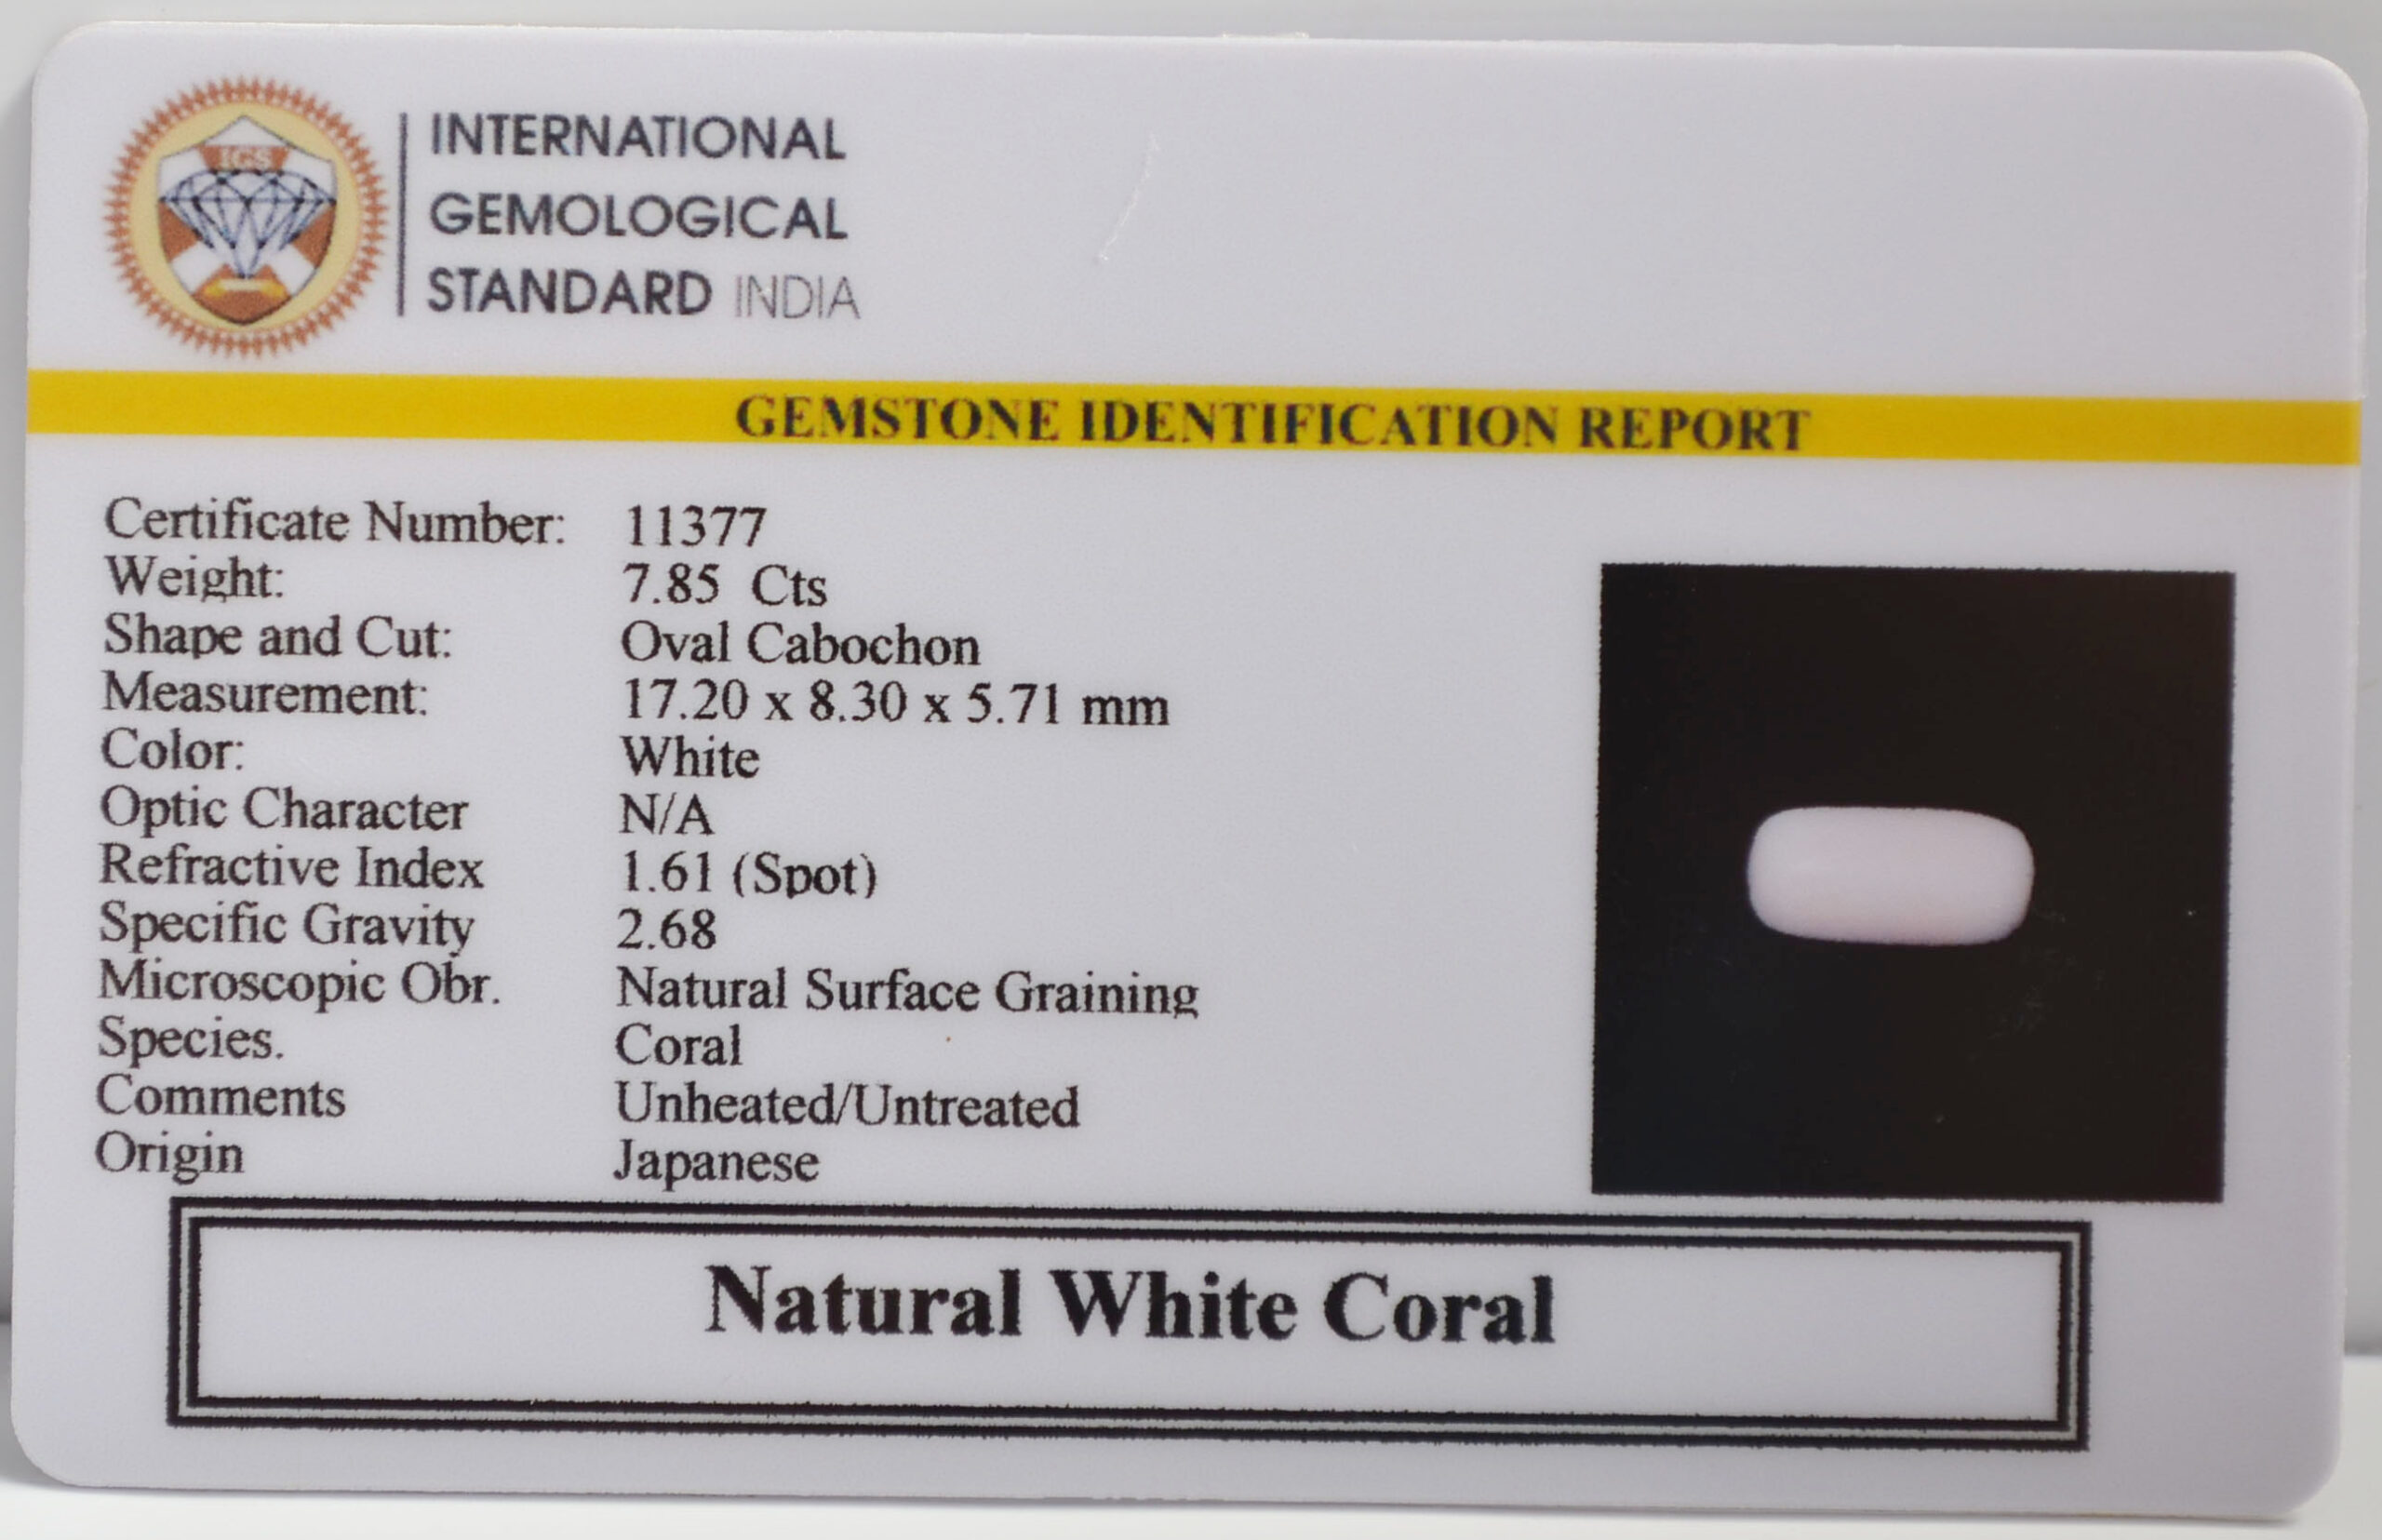 IGS
INTERNATIONAL
GEMOLOGICAL
STANDARD INDIA
GEMSTONE IDENTIFICATION REPORT
Certificate Number: 11377
Weight: 7.85 Cts
Shape and Cut: Oval Cabochon
Measurement: 17.20 x 8.30 x 5.71 mm
Color: White
Optic Character N/A
Refractive Index 1.61 (Spot)
Specific Gravity 2.68
Microscopic Obr. Natural Surface Graining
Species. Coral
Comments Unheated/Untreated
Origin Japanese
Natural White Coral